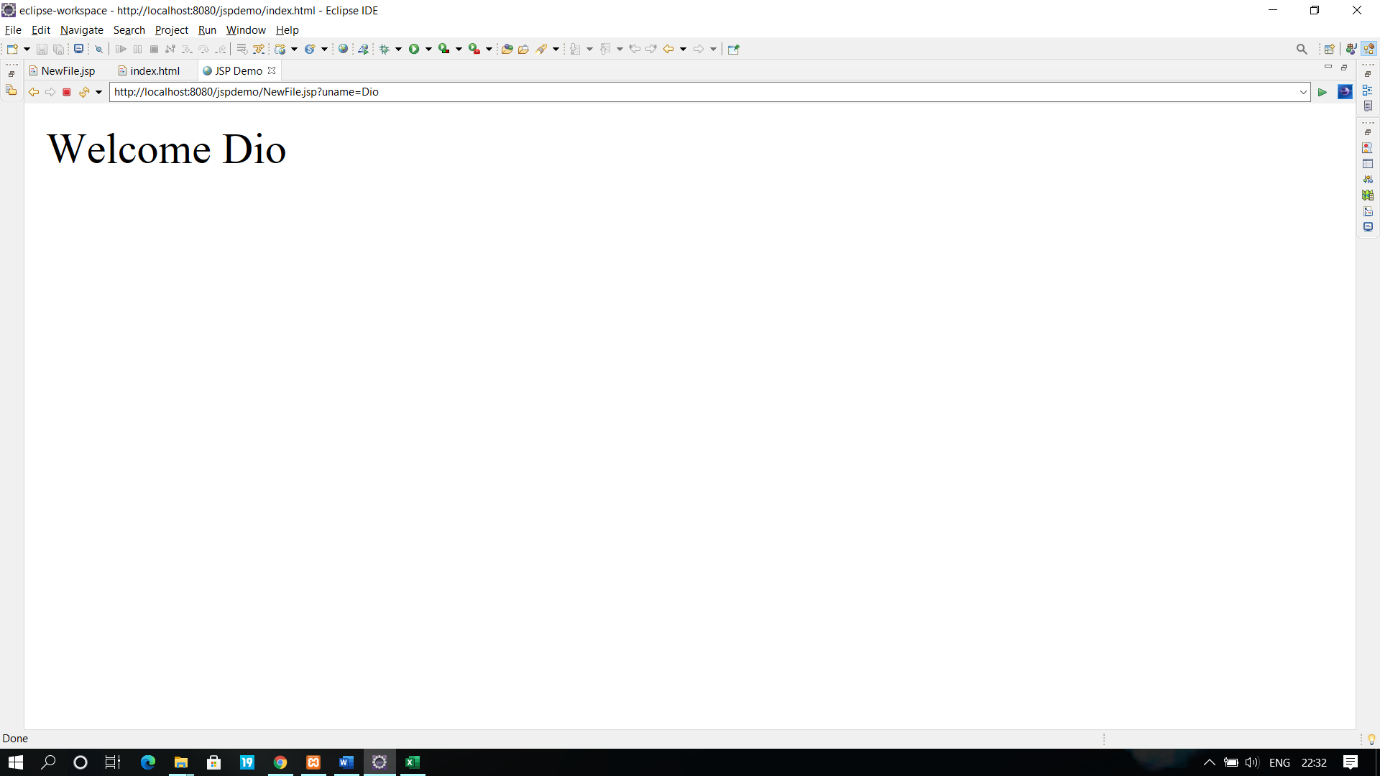 eclipse-workspace - http://localhost:8080/jspdemo/index.html - Eclipse IDE
File Edit Navigate Search Project Run Window Help
NewFile.jsp index.html JSP Demo
http://localhost:8080/jspdemo/NewFile.jsp?uname=Dio
Welcome Dio
Done
19 W X ENG 22:32